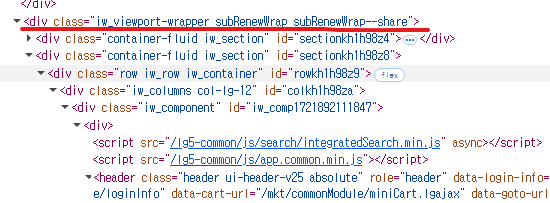 </div>
<div class="iw_viewport-wrapper subRenewWrap subRenewWrap--share">
<div class="container-fluid iw_section" id="sectionkh1h98z4">⋯</div>
<div class="container-fluid iw_section" id="sectionkh1h98z8">
<div class="row iw_row iw_container" id="rowkh1h98z9"> flex
<div class="iw_columns col-lg-12" id="colkh1h98za">
<div class="iw_component" id="iw_comp1721892111847">
<div>
<script src="/lg5-common/js/search/integratedSearch.min.js" async></script>
<script src="/lg5-common/js/app.common.min.js"></script>
<header class="header ui-header-v25 absolute" role="header" data-login-info=
e/loginInfo" data-cart-url="/mkt/commonModule/miniCart.lgajax" data-goto-url=